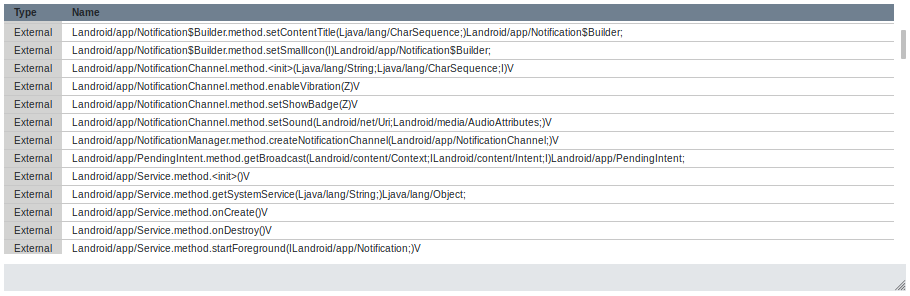 Type Name
External Landroid/app/Notification$Builder.method.setContentTitle(Ljava/lang/CharSequence;)Landroid/app/Notification$Builder;
External Landroid/app/Notification$Builder.method.setSmallIcon(I)Landroid/app/Notification$Builder;
External Landroid/app/NotificationChannel.method.<init>(Ljava/lang/String;Ljava/lang/CharSequence;I)V
External Landroid/app/NotificationChannel.method.enableVibration(Z)V
External Landroid/app/NotificationChannel.method.setShowBadge(Z)V
External Landroid/app/NotificationChannel.method.setSound(Landroid/net/Uri;Landroid/media/AudioAttributes;)V
External Landroid/app/NotificationManager.method.createNotificationChannel(Landroid/app/NotificationChannel;)V
External Landroid/app/PendingIntent.method.getBroadcast(Landroid/content/Context;ILandroid/content/Intent;I)Landroid/app/PendingIntent;
External Landroid/app/Service.method.<init>()V
External Landroid/app/Service.method.getSystemService(Ljava/lang/String;)Ljava/lang/Object;
External Landroid/app/Service.method.onCreate()V
External Landroid/app/Service.method.onDestroy()V
External Landroid/app/Service.method.startForeground(ILandroid/app/Notification;)V